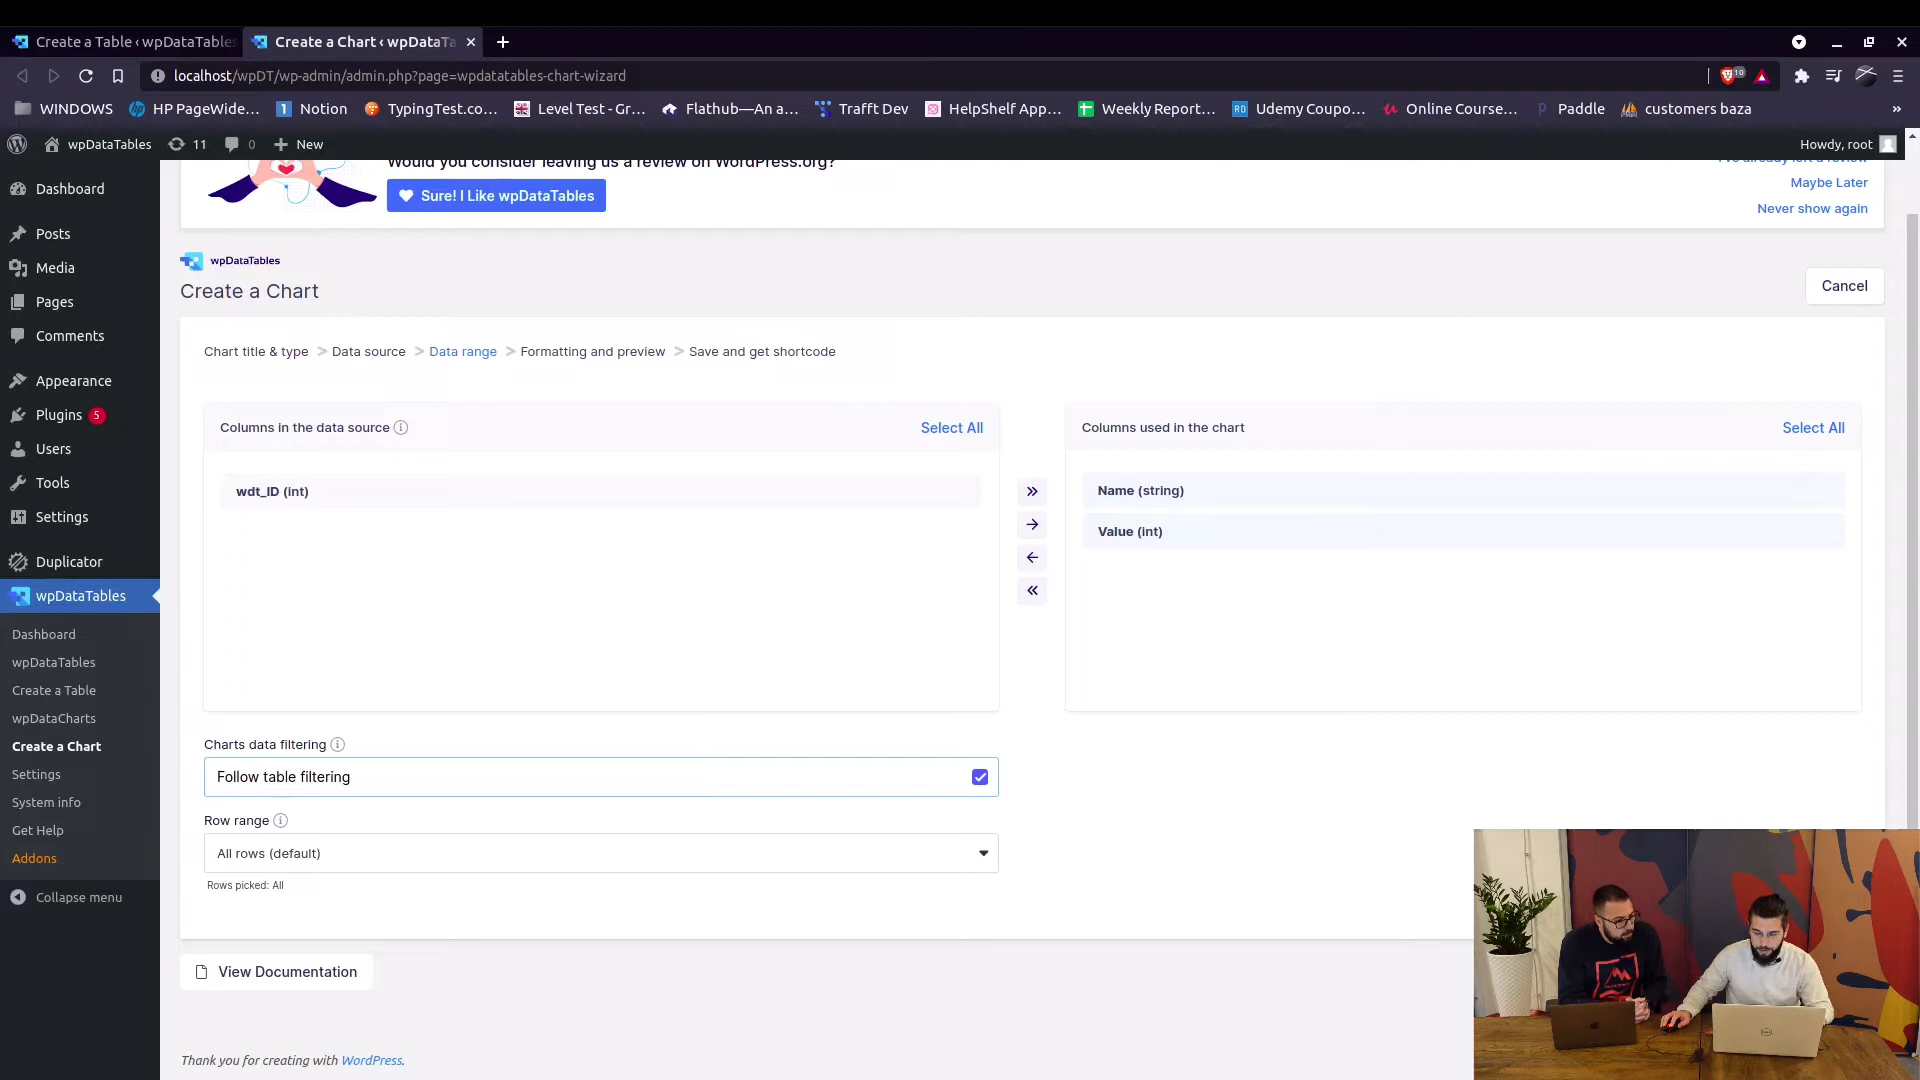 Create a Table ‹ wpDataTables
Create a Chart ‹ wpDataTa
localhost/wpDT/wp-admin/admin.php?page=wpdatatables-chart-wizard
10
WINDOWS
HP PageWide...
Notion
TypingTest.co...
Level Test - Gr...
Flathub—An a...
Trafft Dev
HelpShelf App...
Weekly Report...
RD
Udemy Coupo...
Online Course...
Paddle
customers baza
»
wpDataTables
11
0
New
Howdy, root
Dashboard
Posts
Media
Pages
Comments
Appearance
Plugins 5
Users
Tools
Settings
Duplicator
wpDataTables
Dashboard
wpDataTables
Create a Table
wpDataCharts
Create a Chart
Settings
System info
Get Help
Addons
Collapse menu
Would you consider leaving us a review on WordPress.org?
Sure! I Like wpDataTables
I've already left a review
Maybe Later
Never show again
wpDataTables
Create a Chart
Cancel
Chart title & type > Data source > Data range > Formatting and preview > Save and get shortcode
Columns in the data source
Select All
wdt_ID (int)
Columns used in the chart
Select All
Name (string)
Value (int)
Charts data filtering
Follow table filtering
Row range
All rows (default)
Rows picked: All
View Documentation
Thank you for creating with WordPress.